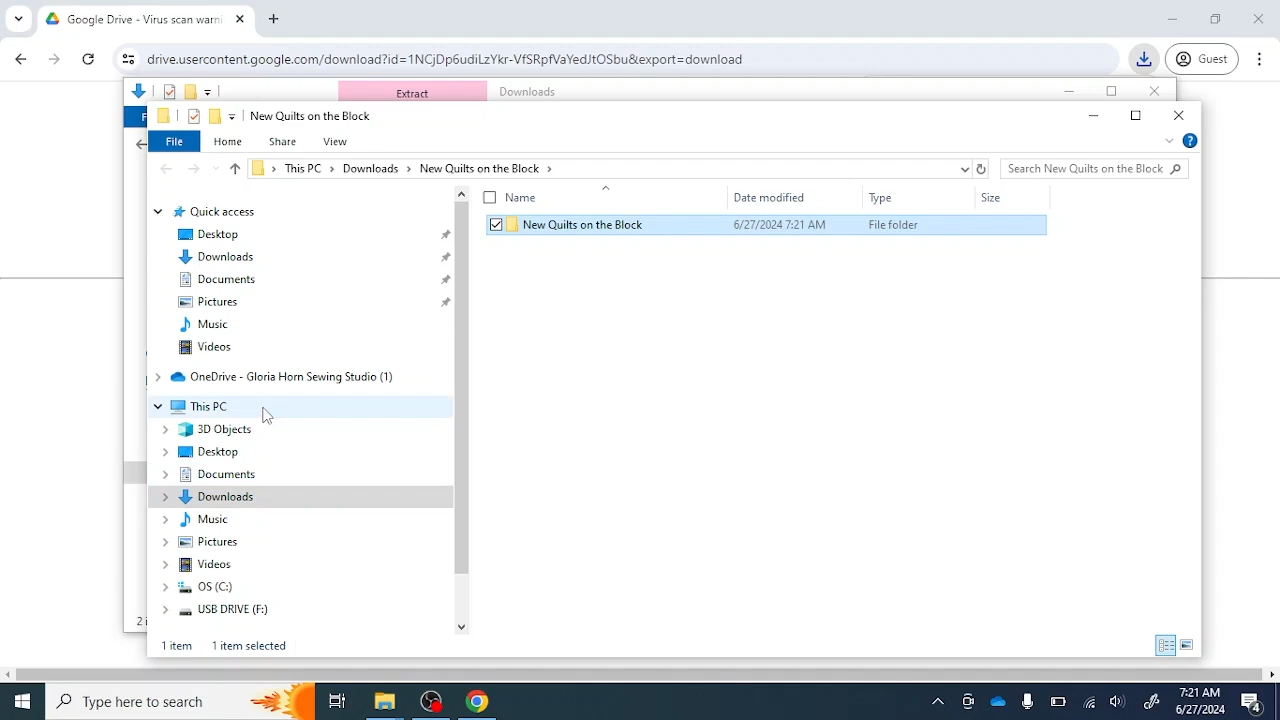 Google Drive - Virus scan warni
drive.usercontent.google.com/download?id=1NCjDp6udiLzYkr-VfSRpfVaYedJtOSbu&export=download
Guest
Extract
Downloads
New Quilts on the Block
File
Home
Share
View
This PC
Downloads
New Quilts on the Block
Search New Quilts on the Block
Name
Date modified
Type
Size
New Quilts on the Block
6/27/2024 7:21 AM
File folder
Quick access
Desktop
Downloads
Documents
Pictures
Music
Videos
OneDrive - Gloria Horn Sewing Studio (1)
This PC
3D Objects
Desktop
Documents
Downloads
Music
Pictures
Videos
OS (C:)
USB DRIVE (F:)
1 item
1 item selected
Type here to search
7:21 AM
6/27/2024
4